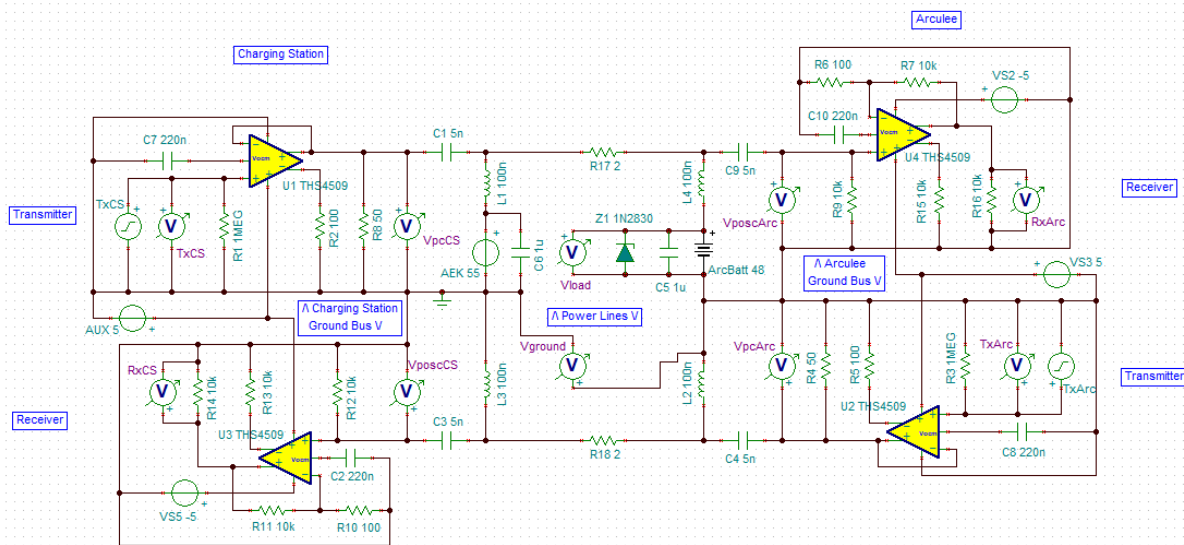 Arculee
Charging Station
R6 100
R7 10k
VS2 -5
C7 220n
C10 220n
C1 5n
C9 5n
Vocm
U1 THS4509
R17 2
Vocm
U4 THS4509
L1 100n
L4 100n
Transmitter
TxCS
V
TxCS
R1 1MEG
R2 100
R8 50
V
VpcCS
Z1 1N2830
V
VposcArc
R9 10k
R15 10k
R16 10k
V
RxArc
Receiver
AEK 55
C6 1u
V
Vload
C5 1u
ArcBatt 48
/\ Arculee
Ground Bus V
VS3 5
AUX 5
/\ Charging Station
Ground Bus V
/\ Power Lines V
Vground
V
RxCS
V
R14 10k
R13 10k
R12 10k
VposcCS
V
L3 100n
L2 100n
VpcArc
V
R4 50
R5 100
R3 1MEG
TxArc
V
TxArc
Transmitter
Receiver
U3 THS4509
Vocm
C3 5n
R18 2
C4 5n
U2 THS4509
Vocm
C8 220n
C2 220n
VS5 -5
R11 10k
R10 100